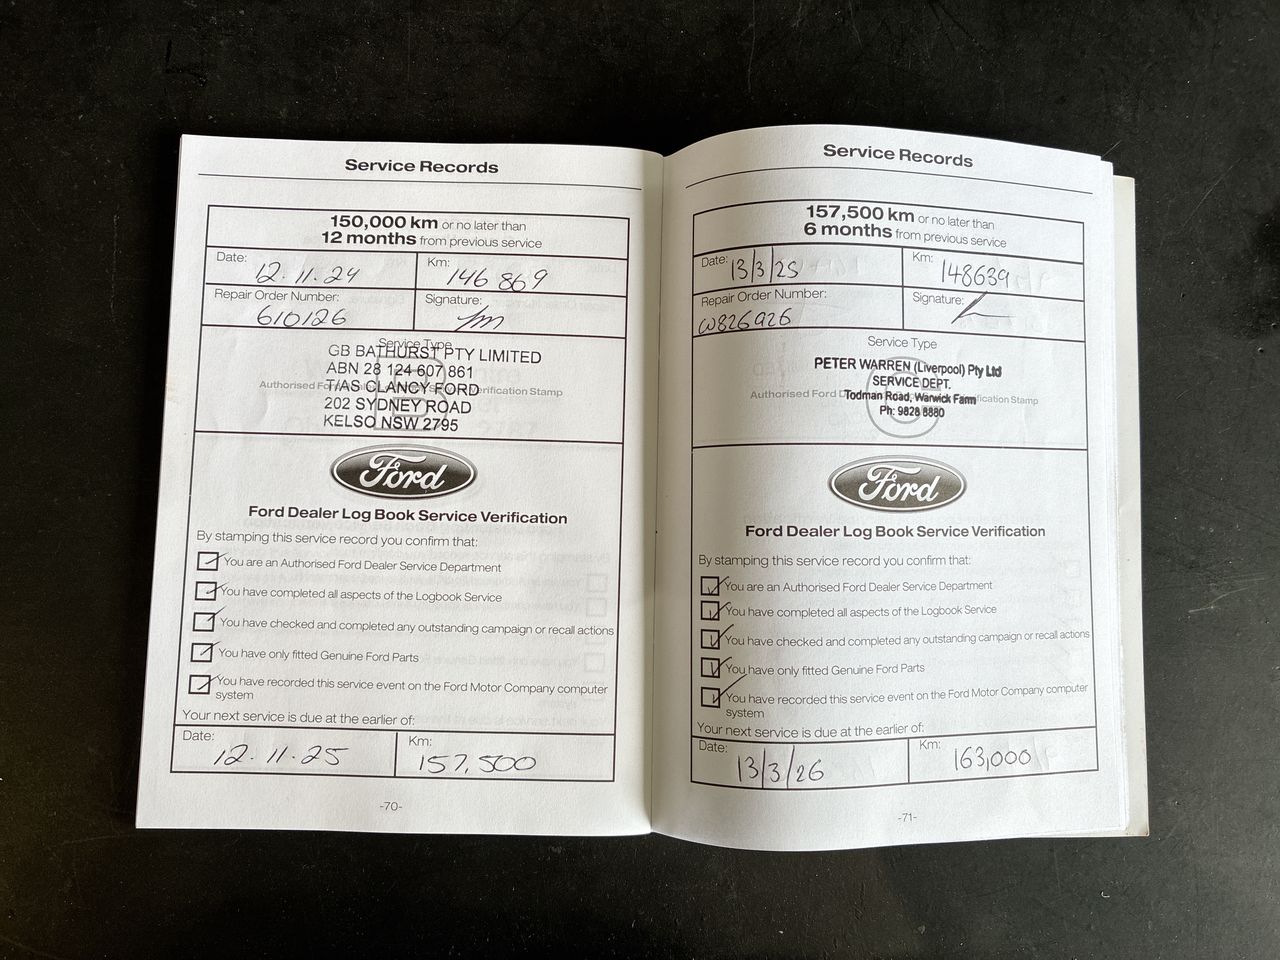 Service Records
150,000 km or no later than
12 months from previous service
Date: 12.11.24
Km: 146 869
Repair Order Number: 610126
Signature:
Service Type
GB BATHURST PTY LIMITED
ABN 28 124 607 861
T/AS CLANCY FORD
202 SYDNEY ROAD
KELSO NSW 2795
B
Authorised Verification Stamp
Ford
Ford Dealer Log Book Service Verification
By stamping this service record you confirm that:
You are an Authorised Ford Dealer Service Department
You have completed all aspects of the Logbook Service
You have checked and completed any outstanding campaign or recall actions
You have only fitted Genuine Ford Parts
You have recorded this service event on the Ford Motor Company computer
system
Your next service is due at the earlier of:
Date: 12.11.25
Km: 157,500
-70-
Service Records
157,500 km or no later than
6 months from previous service
Date: 13/3/25
Km: 148639
Repair Order Number: W826926
Signature:
Service Type
PETER WARREN (Liverpool) Pty Ltd
SERVICE DEPT.
Todman Road, Warwick Farm
Ph: 9828 8880
C
Authorised Ford Stamp
Ford
Ford Dealer Log Book Service Verification
By stamping this service record you confirm that:
You are an Authorised Ford Dealer Service Department
You have completed all aspects of the Logbook Service
You have checked and completed any outstanding campaign or recall actions
You have only fitted Genuine Ford Parts
You have recorded this service event on the Ford Motor Company computer
system
Your next service is due at the earlier of:
Date: 13/3/26
Km: 163,000
-71-